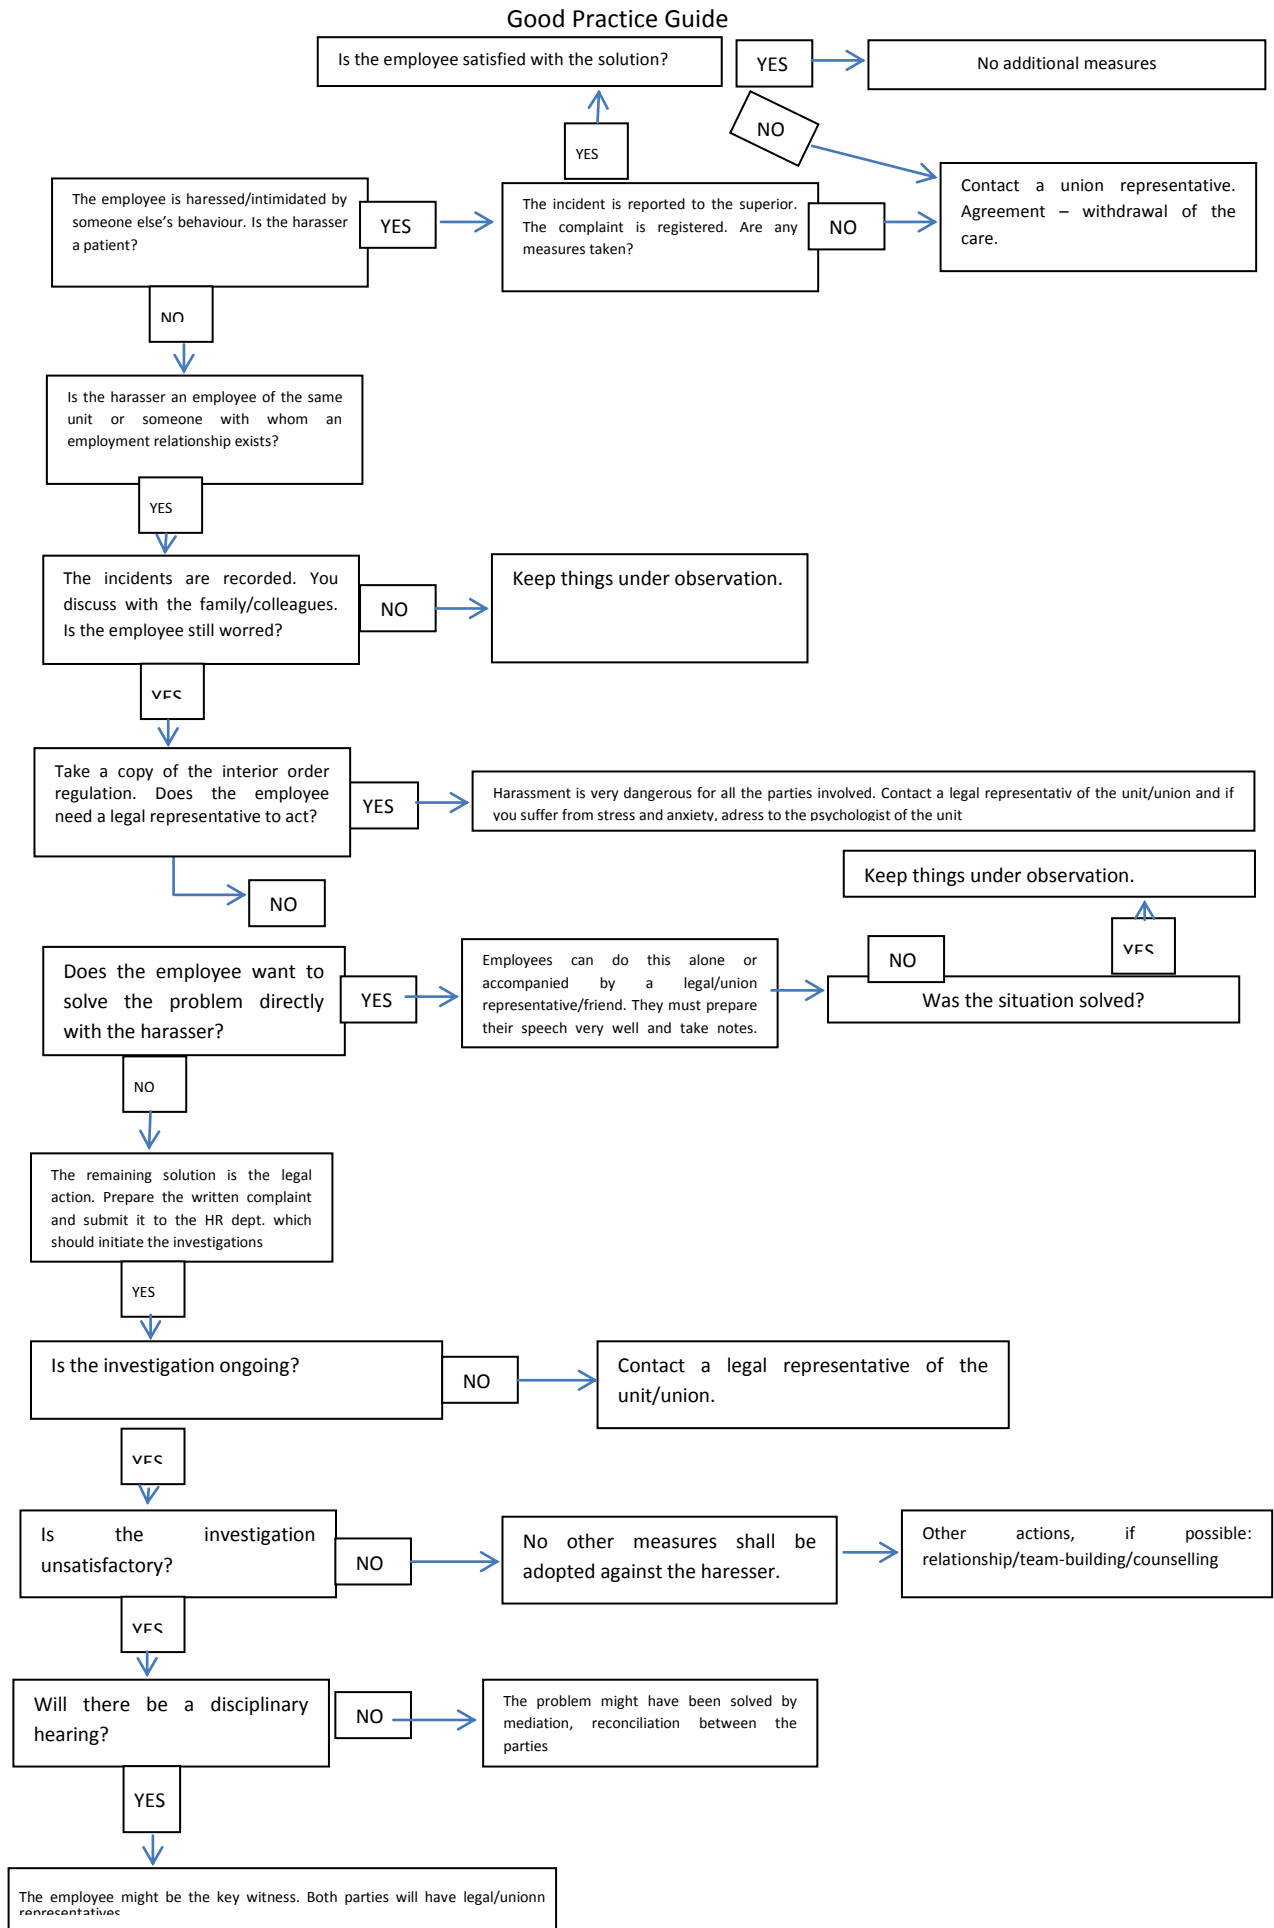 Good Practice Guide
Is the employee satisfied with the solution?
YES
No additional measures
NO
YES
The employee is haressed/intimidated by
someone else's behaviour. Is the harasser
a patient?
YES
The incident is reported to the superior.
The complaint is registered. Are any
measures taken?
NO
Contact a union representative.
Agreement – withdrawal of the
care.
NO
Is the harasser an employee of the same
unit or someone with whom an
employment relationship exists?
YES
The incidents are recorded. You
discuss with the family/colleagues.
Is the employee still worred?
NO
Keep things under observation.
YES
Take a copy of the interior order
regulation. Does the employee
need a legal representative to act?
YES
Harassment is very dangerous for all the parties involved. Contact a legal representativ of the unit/union and if
you suffer from stress and anxiety, adress to the psychologist of the unit
NO
Keep things under observation.
YES
NO
Does the employee want to
solve the problem directly
with the harasser?
YES
Employees can do this alone or
accompanied by a legal/union
representative/friend. They must prepare
their speech very well and take notes.
Was the situation solved?
NO
The remaining solution is the legal
action. Prepare the written complaint
and submit it to the HR dept. which
should initiate the investigations
YES
Is the investigation ongoing?
NO
Contact a legal representative of the
unit/union.
YES
Is the investigation
unsatisfactory?
NO
No other measures shall be
adopted against the haresser.
Other actions, if possible:
relationship/team-building/counselling
YES
Will there be a disciplinary
hearing?
NO
The problem might have been solved by
mediation, reconciliation between the
parties
YES
The employee might be the key witness. Both parties will have legal/unionn
representatives